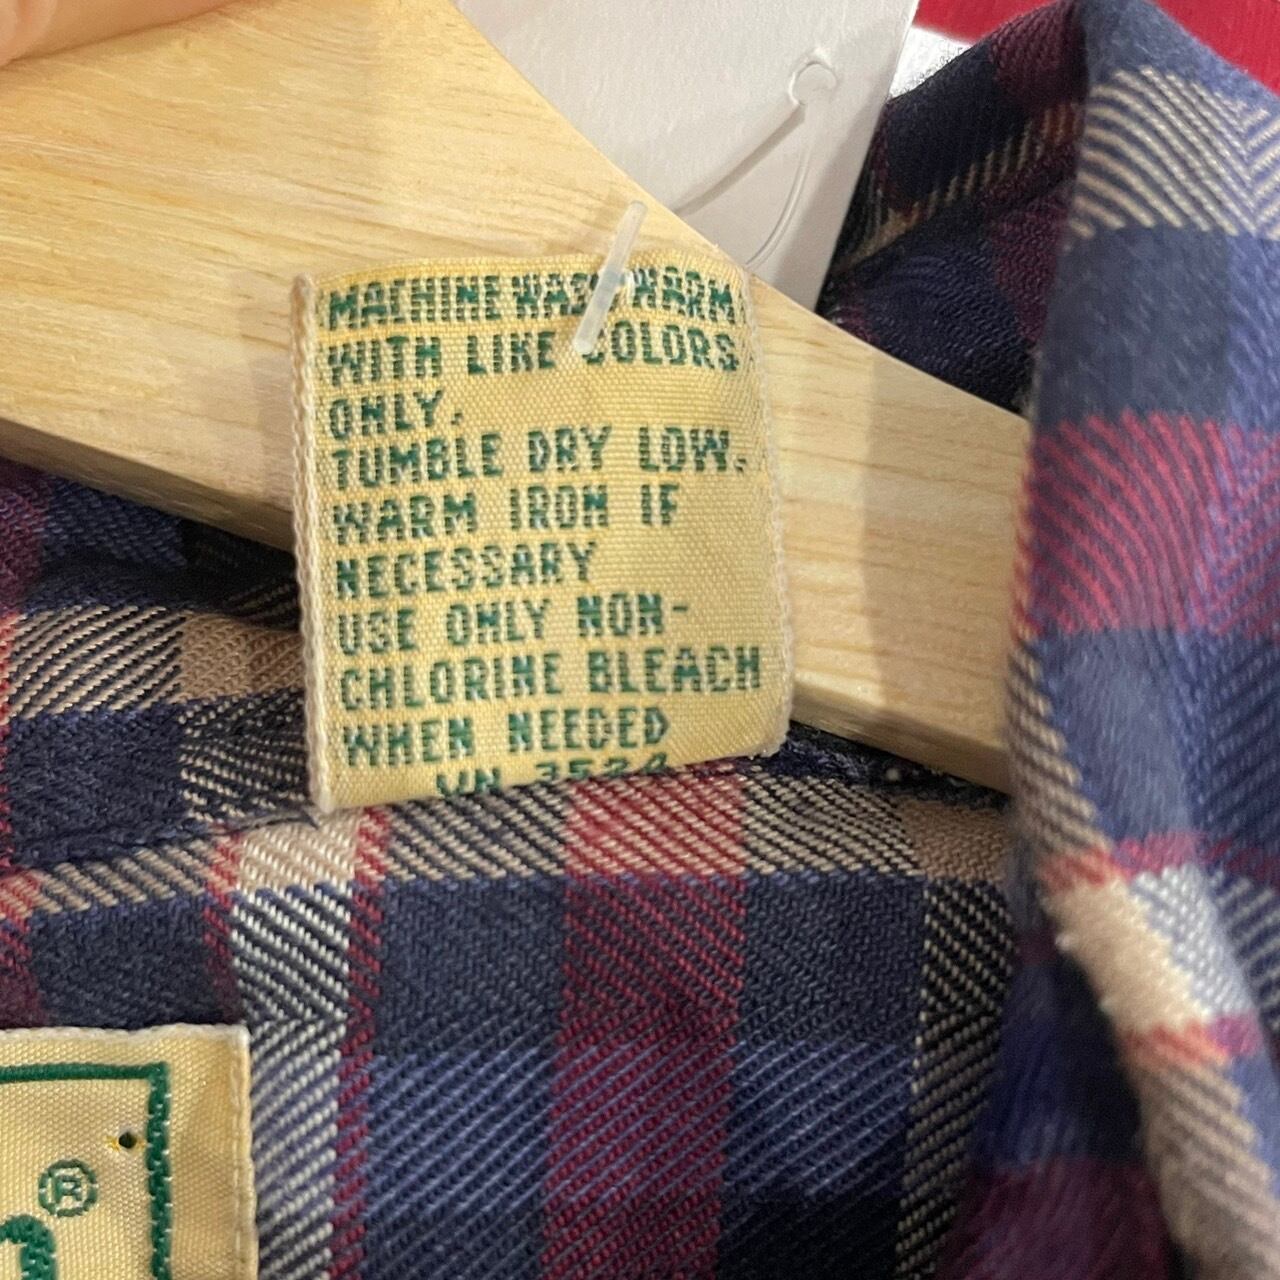 MACHINE WASH WARM
WITH LIKE COLORS
ONLY.
TUMBLE DRY LOW.
WARM IRON IF
NECESSARY
USE ONLY NON-
CHLORINE BLEACH
WHEN NEEDED
®